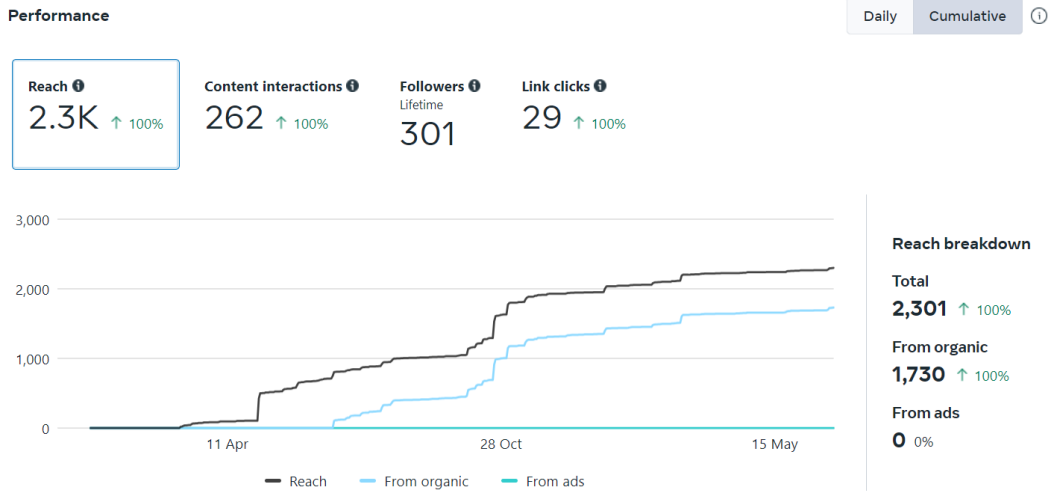 Performance
Daily Cumulative
Reach Content interactions Followers Link clicks
Lifetime
2.3K ↑ 100% 262 ↑ 100% 301 29 ↑ 100%
3,000
2,000
1,000
0
11 Apr 28 Oct 15 May
Reach From organic From ads
Reach breakdown
Total
2,301 ↑ 100%
From organic
1,730 ↑ 100%
From ads
0 0%